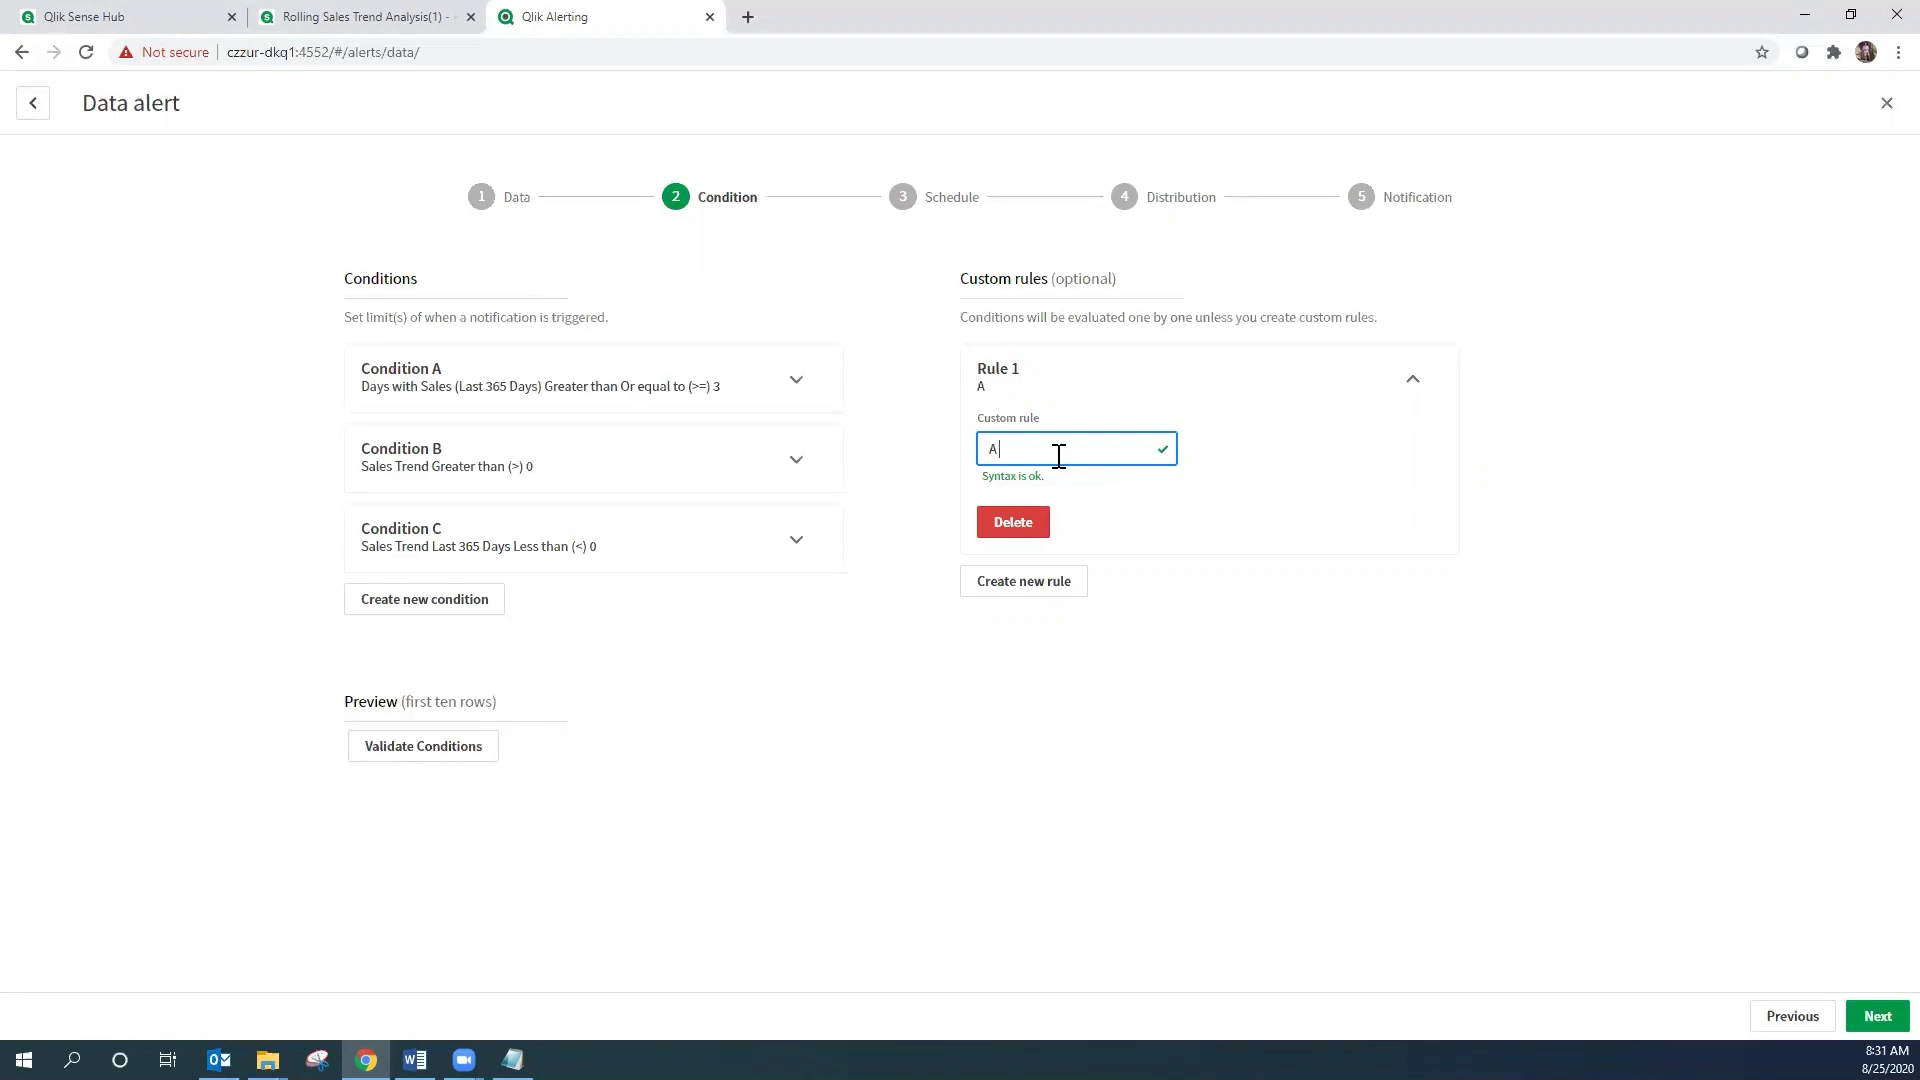 Qlik Sense Hub
Rolling Sales Trend Analysis(1) -
Qlik Alerting
Not secure
czzur-dkq1:4552/#/alerts/data/
Data alert
1 Data
2 Condition
3 Schedule
4 Distribution
5 Notification
Conditions
Set limit(s) of when a notification is triggered.
Condition A
Days with Sales (Last 365 Days) Greater than Or equal to (>=) 3
Condition B
Sales Trend Greater than (>) 0
Condition C
Sales Trend Last 365 Days Less than (<) 0
Create new condition
Custom rules (optional)
Conditions will be evaluated one by one unless you create custom rules.
Rule 1
A
Custom rule
A
Syntax is ok.
Delete
Create new rule
Preview (first ten rows)
Validate Conditions
Previous
Next
8:31 AM
8/25/2020